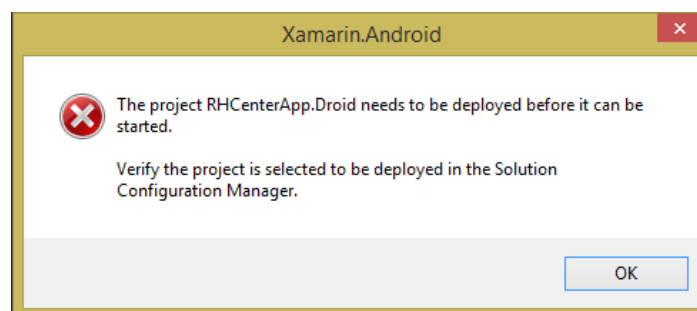 Xamarin.Android
The project RHCenterApp.Droid needs to be deployed before it can be
started.
Verify the project is selected to be deployed in the Solution
Configuration Manager.
OK